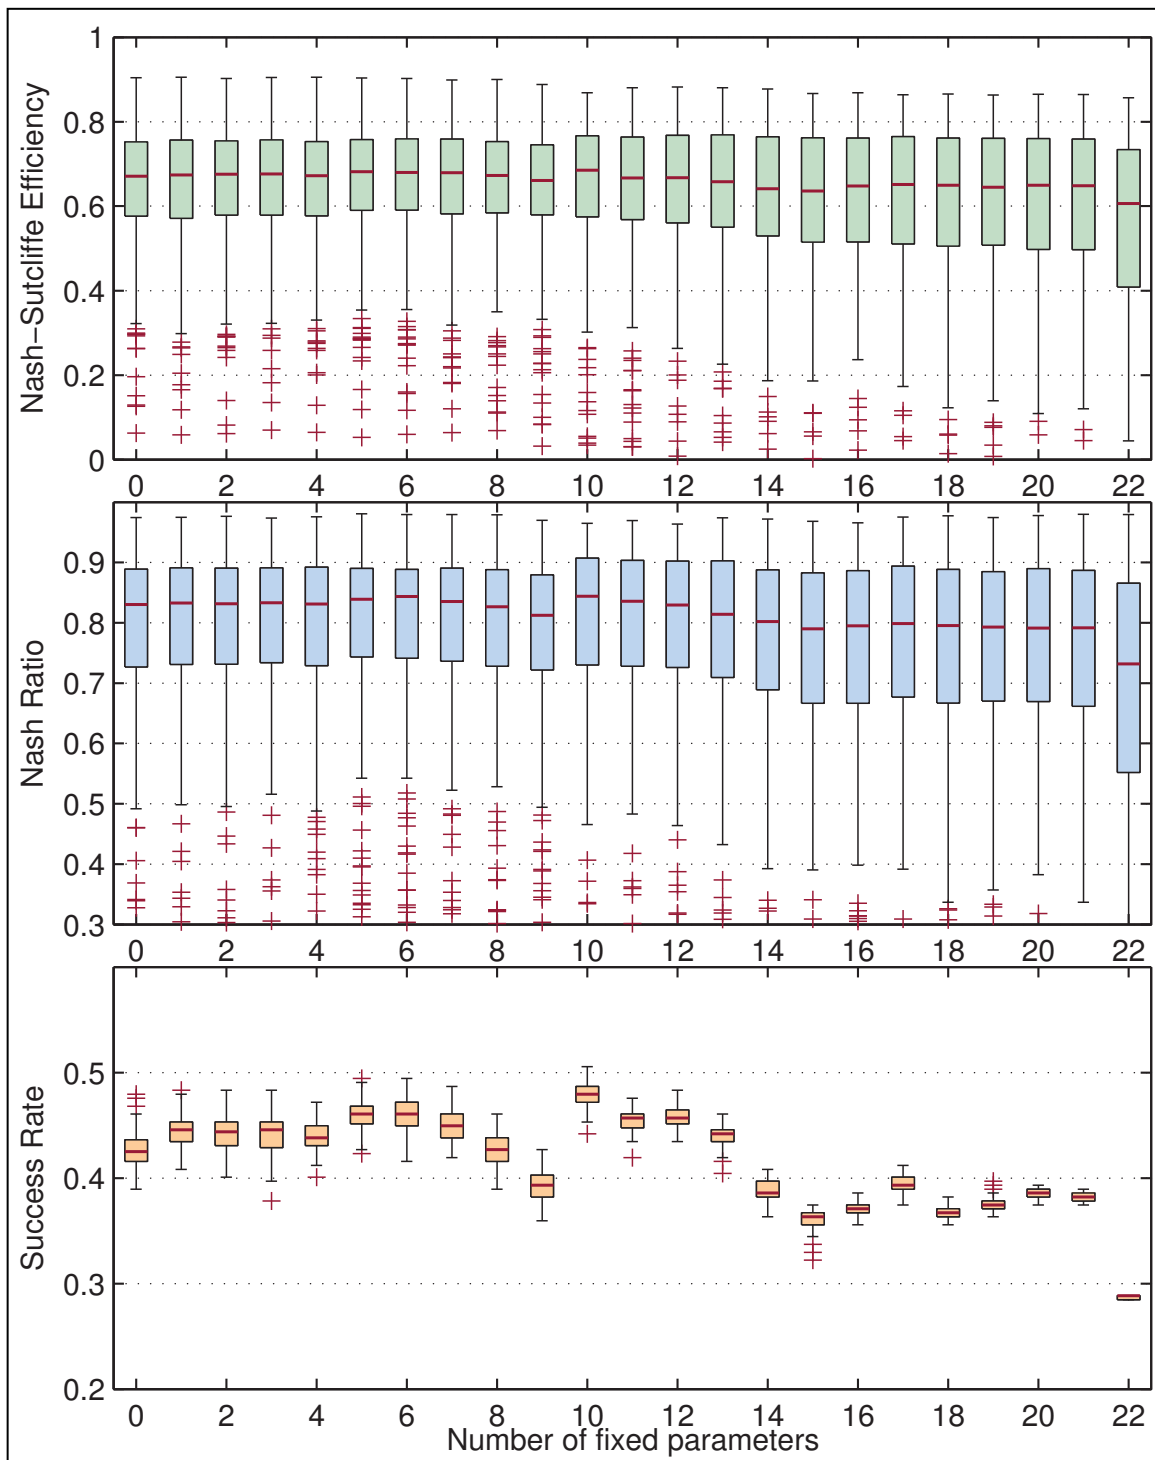 1
0.8
0.6
0.4
0.2
0
Nash−Sutcliffe Efficiency
0 2 4 6 8 10 12 14 16 18 20 22
0.9
0.8
0.7
0.6
0.5
0.4
0.3
Nash Ratio
0 2 4 6 8 10 12 14 16 18 20 22
0.5
0.4
0.3
0.2
Success Rate
0 2 4 6 8 10 12 14 16 18 20 22
Number of fixed parameters